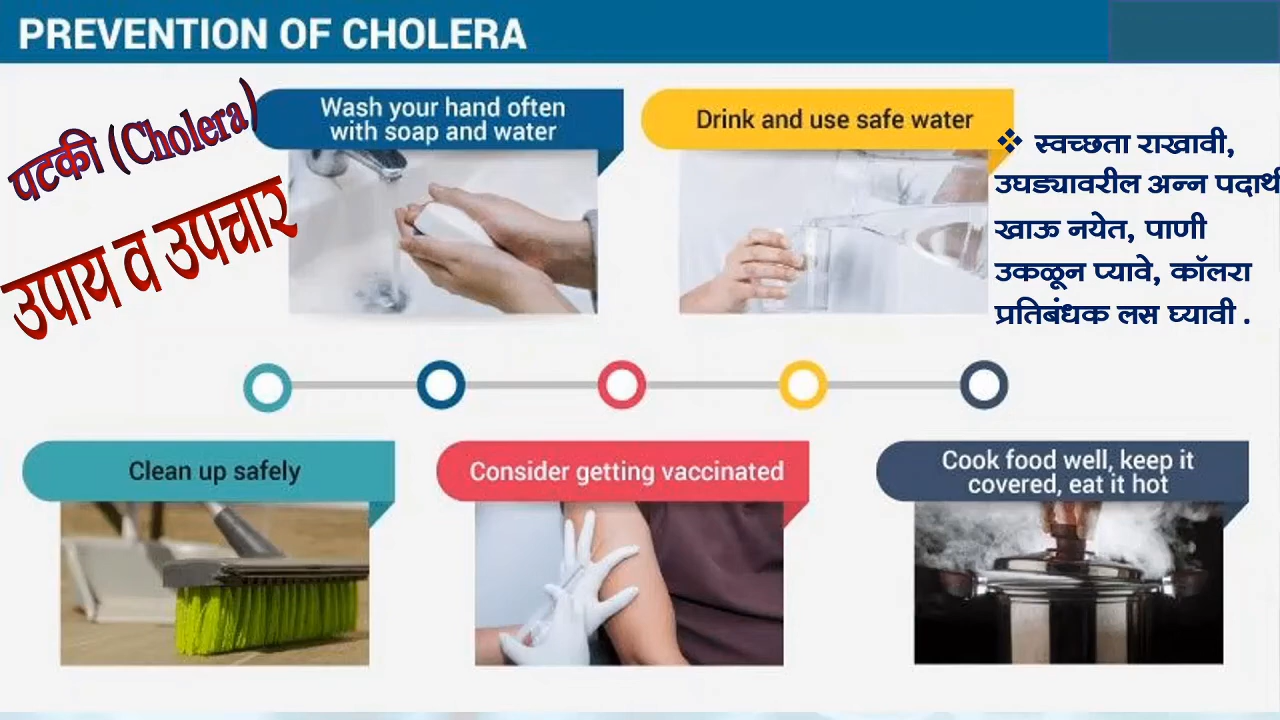 PREVENTION OF CHOLERA
पटकी (Cholera)
उपाय व उपचार
Wash your hand often
with soap and water
Drink and use safe water
❖ स्वच्छता राखावी,
उघड्यावरील अन्न पदार्थ
खाऊ नयेत, पाणी
उकळून प्यावे, कॉलरा
प्रतिबंधक लस घ्यावी .
Clean up safely
Consider getting vaccinated
Cook food well, keep it
covered, eat it hot